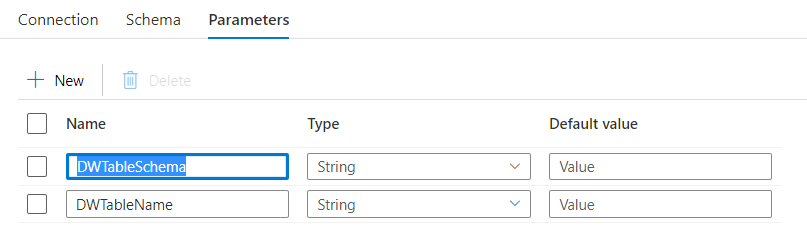 Connection Schema Parameters
New Delete
Name Type Default value
DWTableSchema String Value
DWTableName String Value